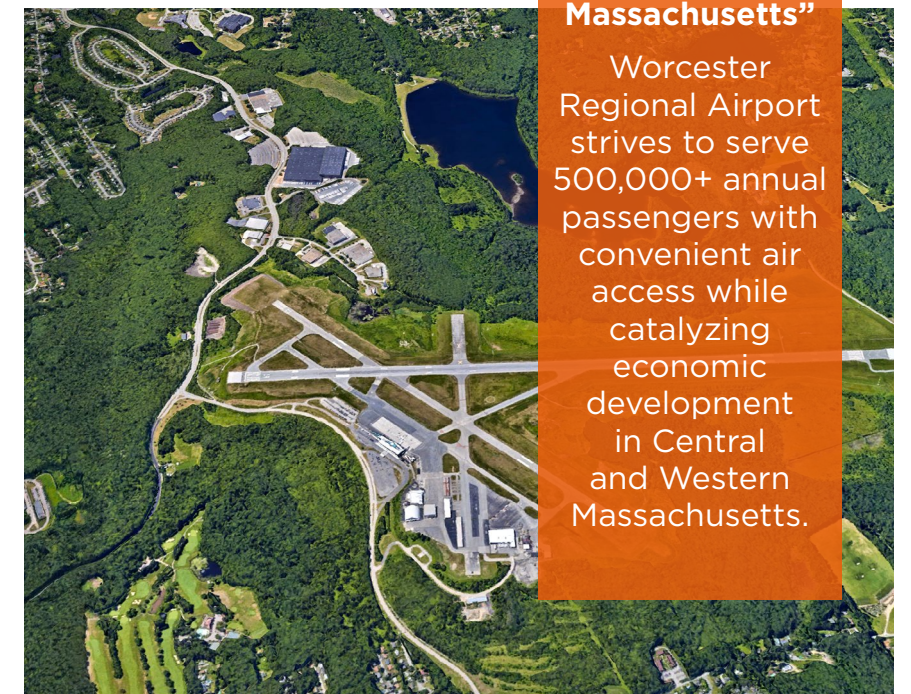 Massachusetts”
Worcester
Regional Airport
strives to serve
500,000+ annual
passengers with
convenient air
access while
catalyzing
economic
development
in Central
and Western
Massachusetts.